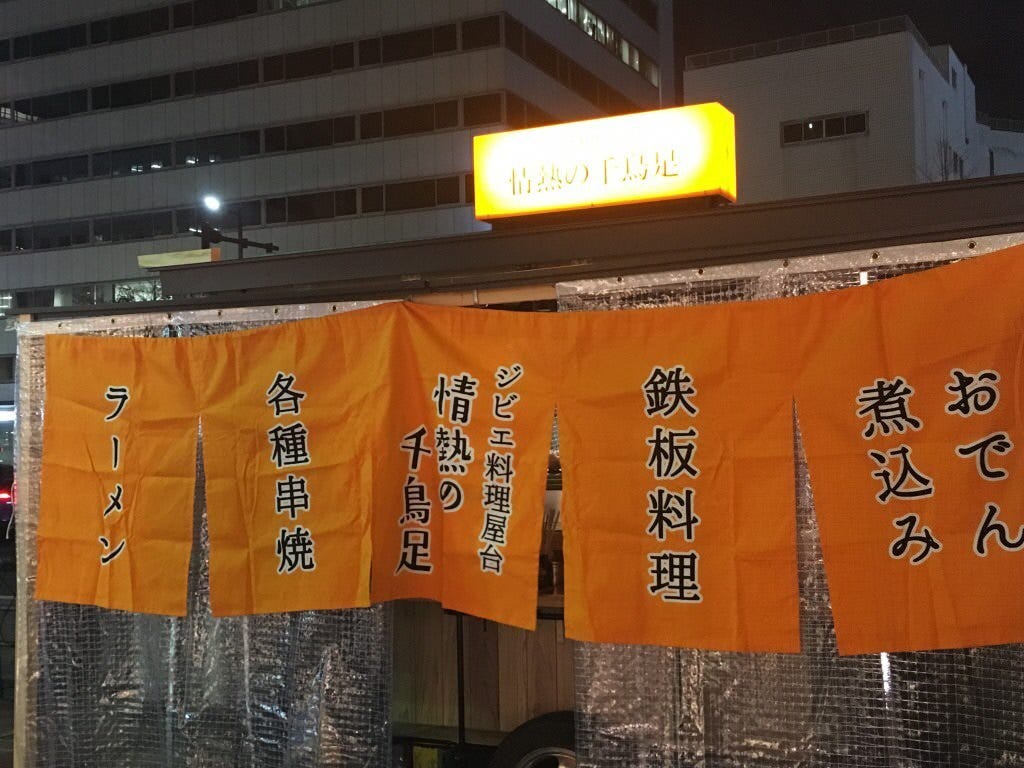 情熱の千鳥足
おでん
煮込み
鉄板料理
ジビエ料理屋台
情熱の
千鳥足
各種串焼
ラーメン